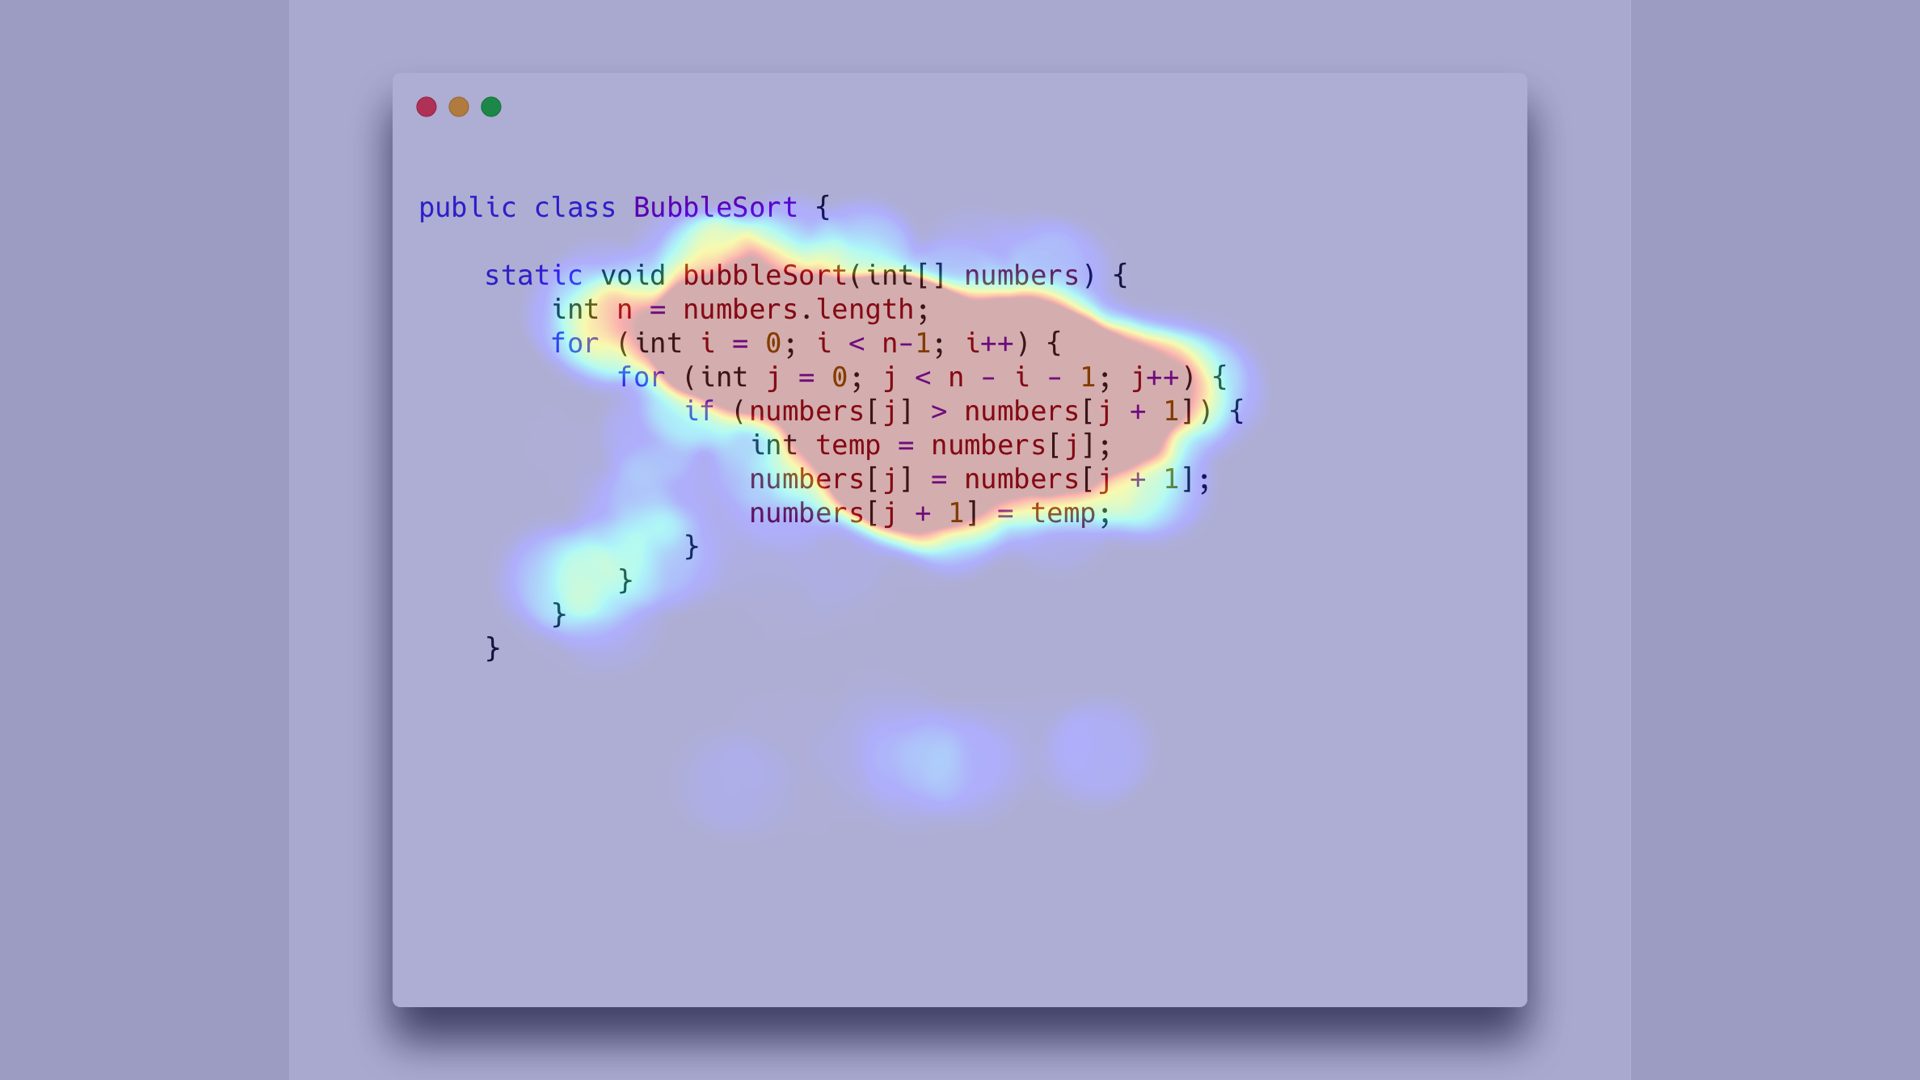 public class BubbleSort {
static void bubbleSort(int[] numbers) {
int n = numbers.length;
for (int i = 0; i < n-1; i++) {
for (int j = 0; j < n - i - 1; j++) {
if (numbers[j] > numbers[j + 1]) {
int temp = numbers[j];
numbers[j] = numbers[j + 1];
numbers[j + 1] = temp;
}
}
}
}